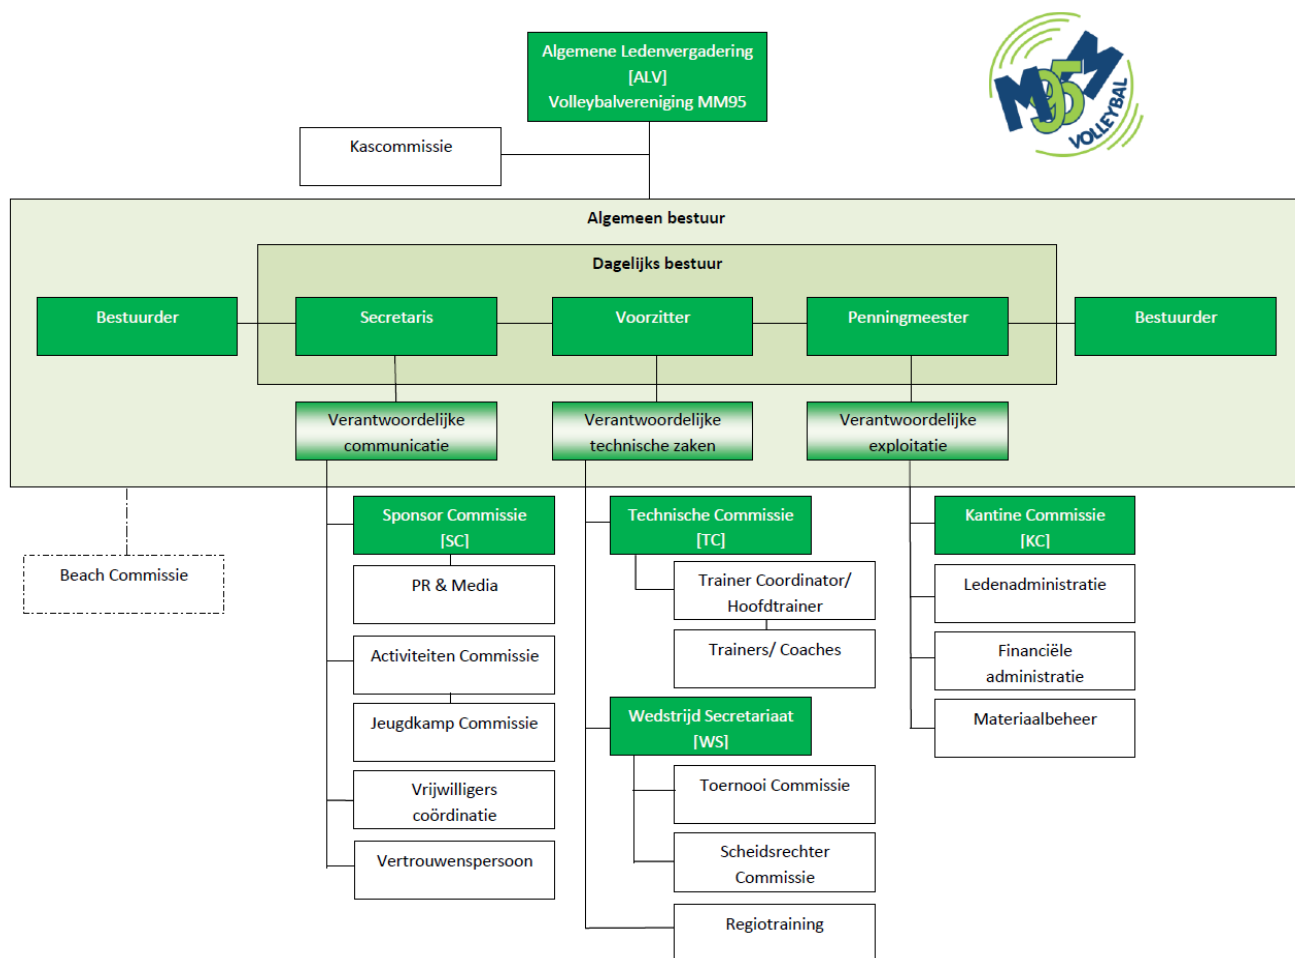 Algemene Ledenvergadering
[ALV]
Volleybalvereniging MM95
M95M
VOLLEYBAL
Kascommissie
Algemeen bestuur
Dagelijks bestuur
Bestuurder
Secretaris
Voorzitter
Penningmeester
Bestuurder
Verantwoordelijke
communicatie
Verantwoordelijke
technische zaken
Verantwoordelijke
exploitatie
Beach Commissie
Sponsor Commissie
[SC]
PR & Media
Activiteiten Commissie
Jeugdkamp Commissie
Vrijwilligers
coördinatie
Vertrouwenspersoon
Technische Commissie
[TC]
Trainer Coordinator/
Hoofdtrainer
Trainers/ Coaches
Wedstrijd Secretariaat
[WS]
Toernooi Commissie
Scheidsrechter
Commissie
Regiotraining
Kantine Commissie
[KC]
Ledenadministratie
Financiële
administratie
Materiaalbeheer